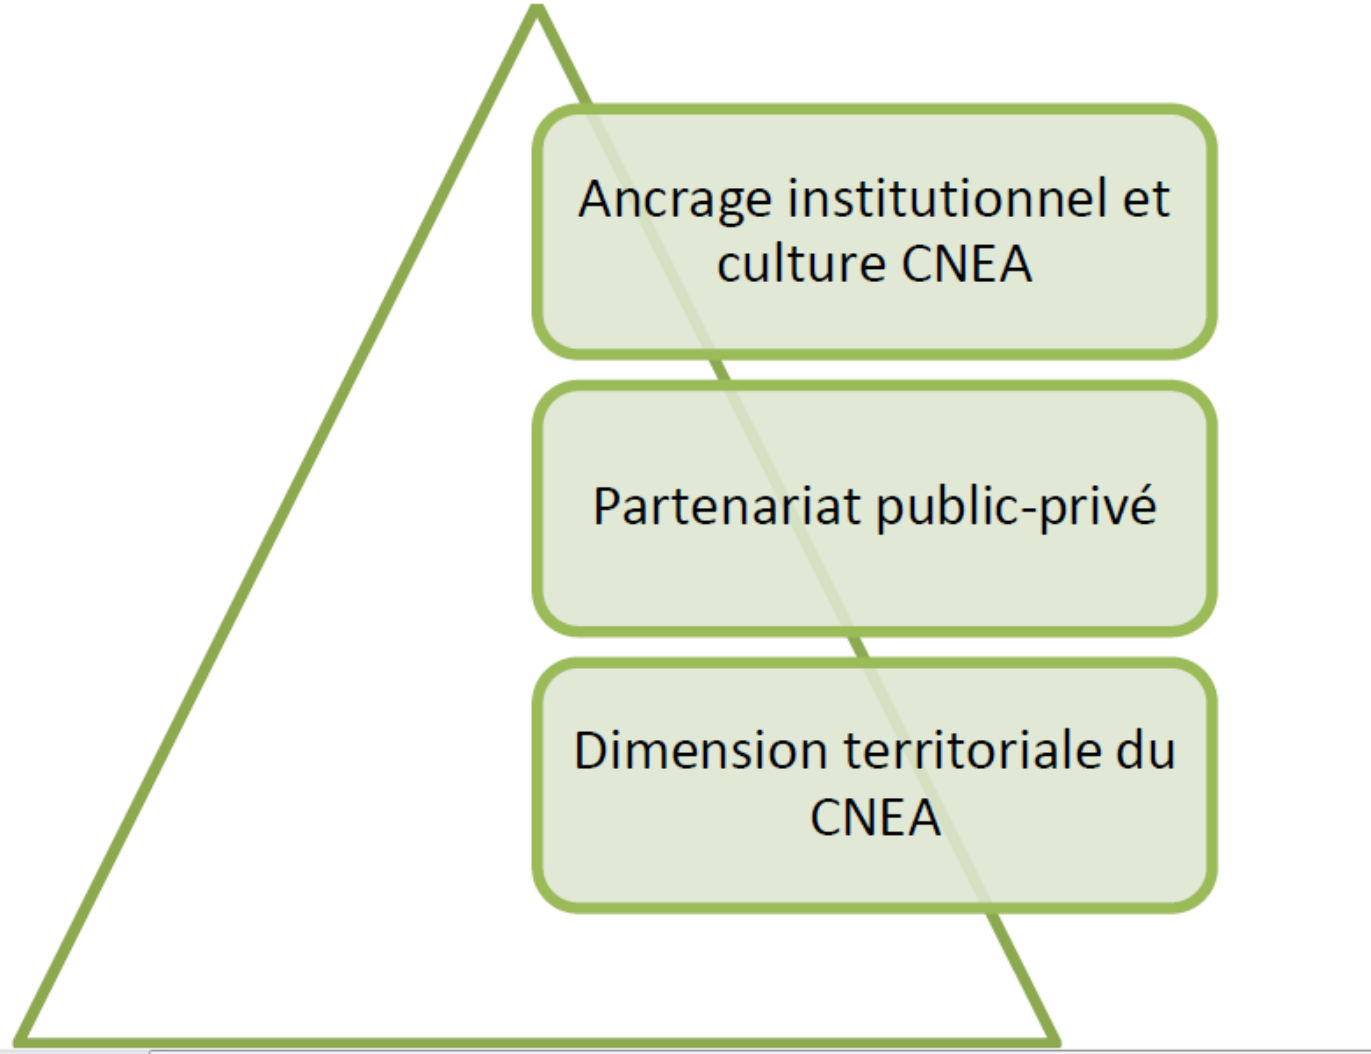 Ancrage institutionnel et
culture CNEA
Partenariat public-privé
Dimension territoriale du
CNEA